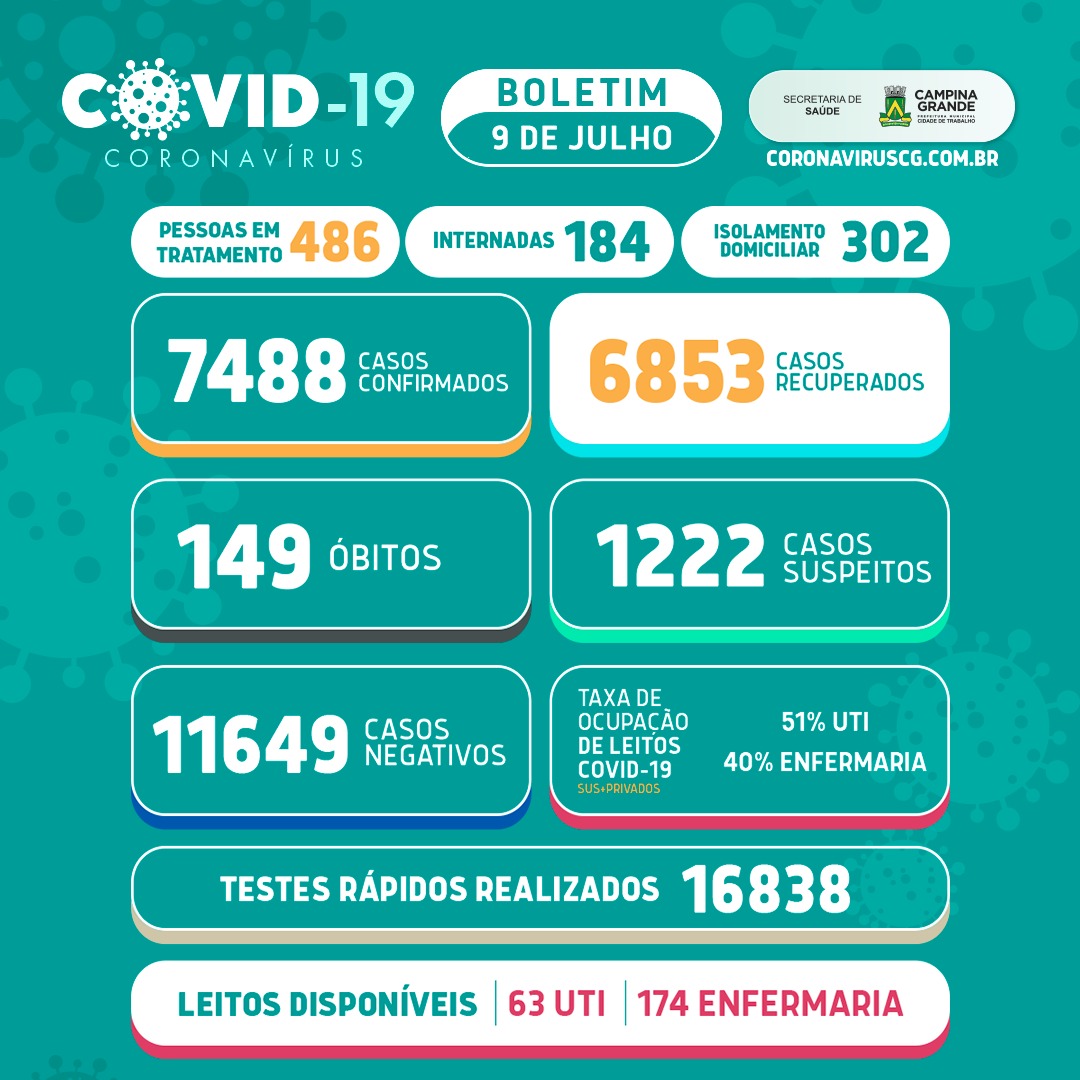 COVID-19
CORONAVÍRUS
BOLETIM
9 DE JULHO
SECRETARIA DE
SAÚDE
CAMPINA
GRANDE
PREFEITURA MUNICIPAL
CIDADE DE TRABALHO
CORONAVIRUSCG.COM.BR
PESSOAS EM
TRATAMENTO 486
INTERNADAS 184
ISOLAMENTO
DOMICILIAR 302
7488 CASOS
CONFIRMADOS
6853 CASOS
RECUPERADOS
149 ÓBITOS
1222 CASOS
SUSPEITOS
11649 CASOS
NEGATIVOS
TAXA DE
OCUPAÇÃO
DE LEITOS
COVID-19
SUS+PRIVADOS
51% UTI
40% ENFERMARIA
TESTES RÁPIDOS REALIZADOS 16838
LEITOS DISPONÍVEIS 63 UTI 174 ENFERMARIA